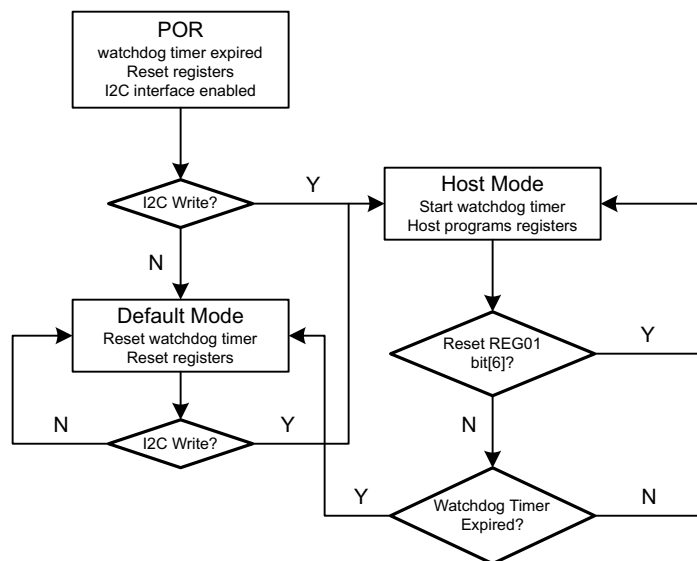 POR
watchdog timer expired
Reset registers
I2C interface enabled
I2C Write?
Y
N
Host Mode
Start watchdog timer
Host programs registers
Default Mode
Reset watchdog timer
Reset registers
I2C Write?
N
Y
Reset REG01
bit[6]?
Y
N
Watchdog Timer
Expired?
Y
N